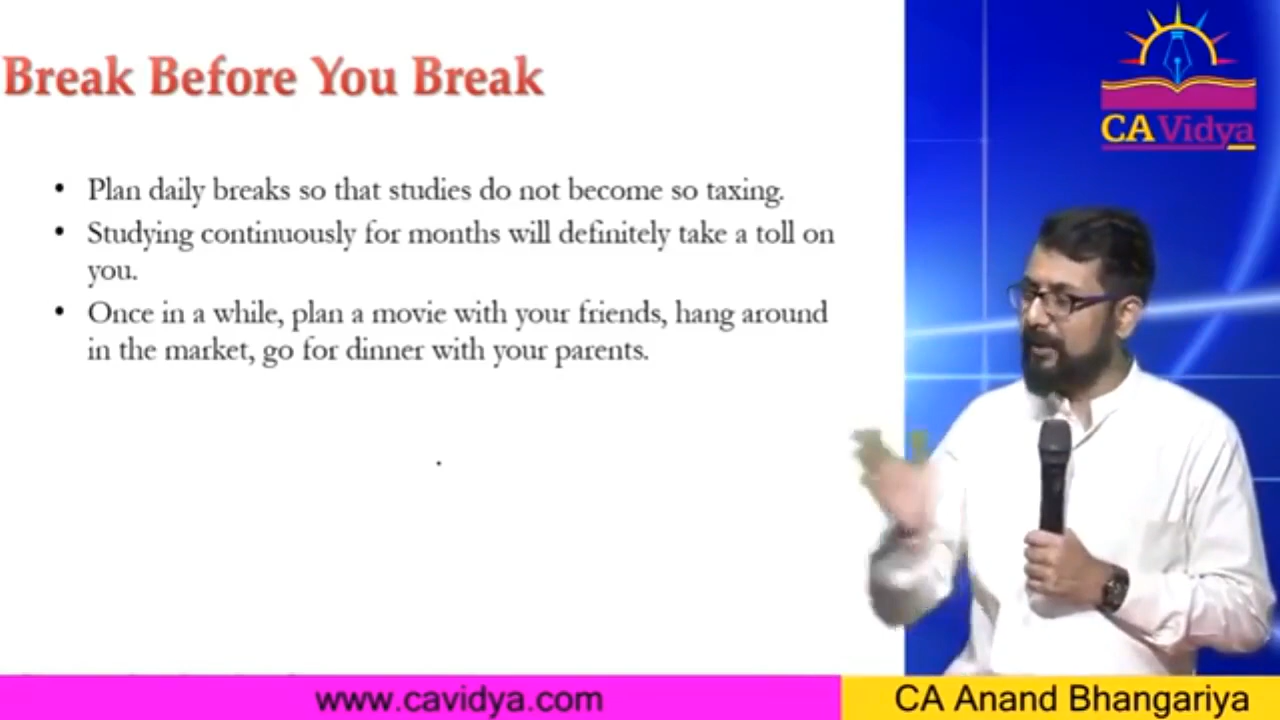 Break Before You Break
CA Vidya
• Plan daily breaks so that studies do not become so taxing.
• Studying continuously for months will definitely take a toll on
you.
• Once in a while, plan a movie with your friends, hang around
in the market, go for dinner with your parents.
www.cavidya.com
CA Anand Bhangariya